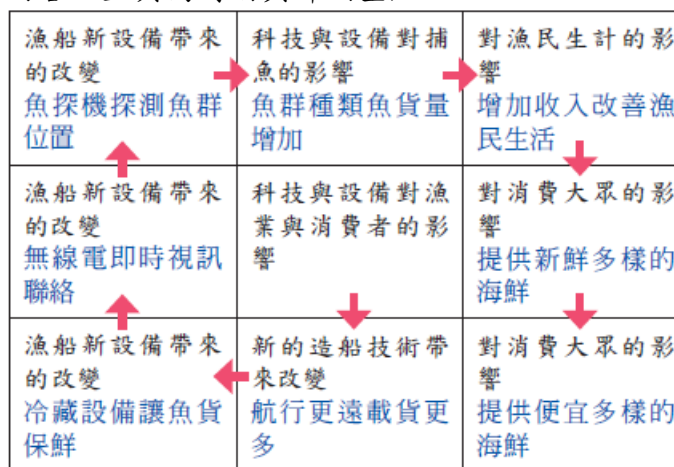 漁船新設備帶來
的改變
魚探機探測魚群
位置
科技與設備對捕
魚的影響
魚群種類魚貨量
增加
對漁民生計的影
響
增加收入改善漁
民生活
漁船新設備帶來
的改變
無線電即時視訊
聯絡
科技與設備對漁
業與消費者的影
響
對消費大眾的影
響
提供新鮮多樣的
海鮮
漁船新設備帶來
的改變
冷藏設備讓魚貨
保鮮
新的造船技術帶
來改變
航行更遠載貨更
多
對消費大眾的影
響
提供便宜多樣的
海鮮